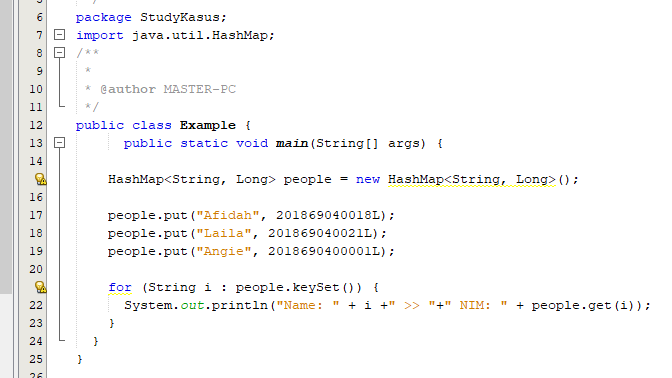 5 */
6 package StudyKasus;
7 import java.util.HashMap;
8 /**
9 *
10 * @author MASTER-PC
11 */
12 public class Example {
13 public static void main(String[] args) {
14
HashMap<String, Long> people = new HashMap<String, Long>();
16
17 people.put("Afidah", 201869040018L);
18 people.put("Laila", 201869040021L);
19 people.put("Angie", 2018690400001L);
20
for (String i : people.keySet()) {
22 System.out.println("Name: " + i +" >> "+" NIM: " + people.get(i));
23 }
24 }
25 }
26